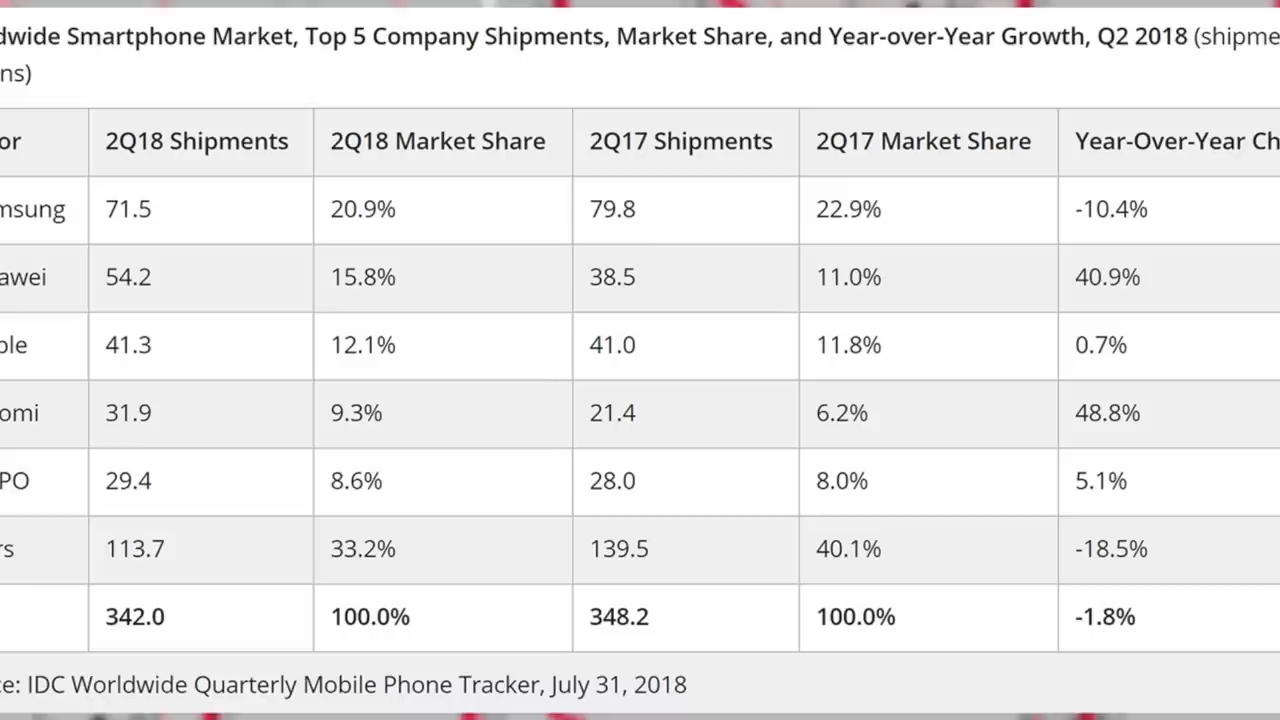 dwide Smartphone Market, Top 5 Company Shipments, Market Share, and Year-over-Year Growth, Q2 2018 (shipme
ns)
or 2Q18 Shipments 2Q18 Market Share 2Q17 Shipments 2Q17 Market Share Year-Over-Year Ch
msung 71.5 20.9% 79.8 22.9% -10.4%
awei 54.2 15.8% 38.5 11.0% 40.9%
ple 41.3 12.1% 41.0 11.8% 0.7%
omi 31.9 9.3% 21.4 6.2% 48.8%
PO 29.4 8.6% 28.0 8.0% 5.1%
rs 113.7 33.2% 139.5 40.1% -18.5%
342.0 100.0% 348.2 100.0% -1.8%
ce: IDC Worldwide Quarterly Mobile Phone Tracker, July 31, 2018